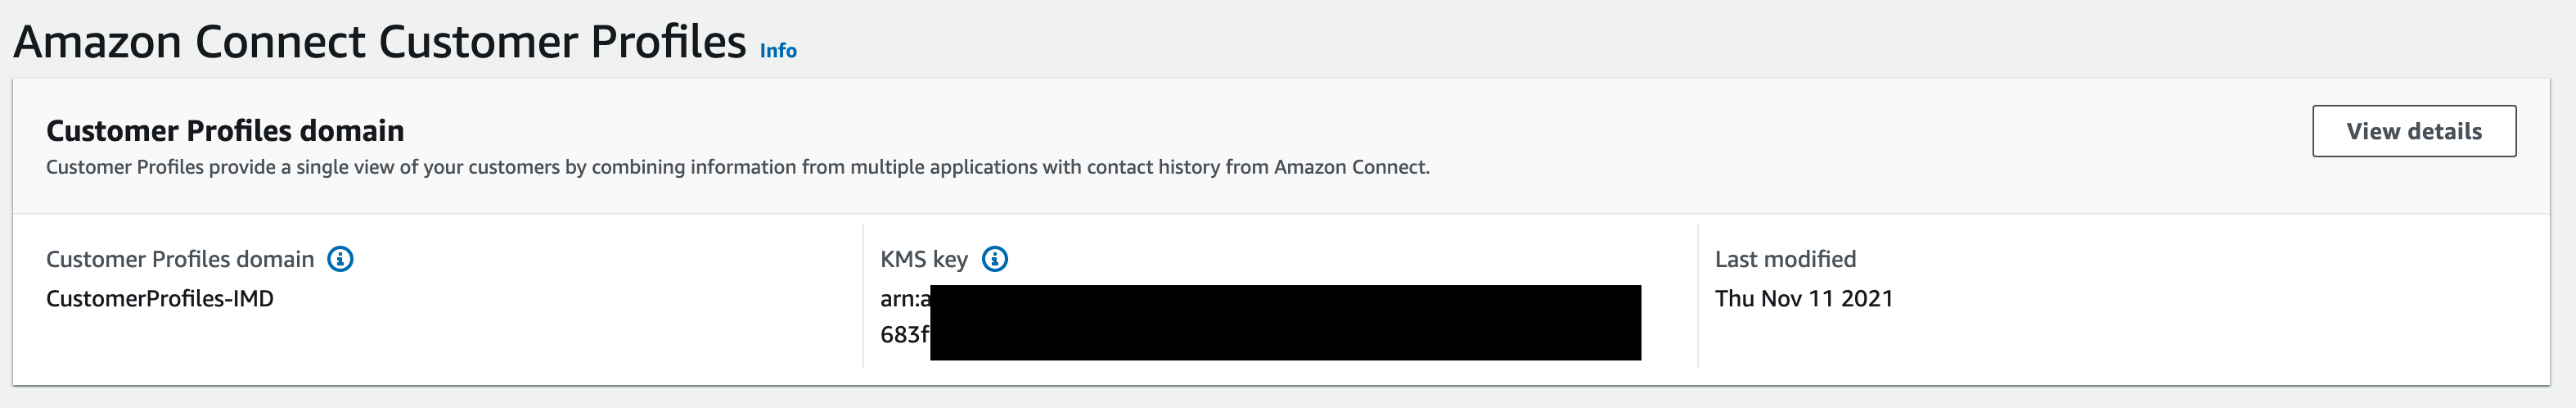 Amazon Connect Customer Profiles Info
Customer Profiles domain
View details
Customer Profiles provide a single view of your customers by combining information from multiple applications with contact history from Amazon Connect.
Customer Profiles domain
CustomerProfiles-IMD
KMS key
arn:a
683f
Last modified
Thu Nov 11 2021